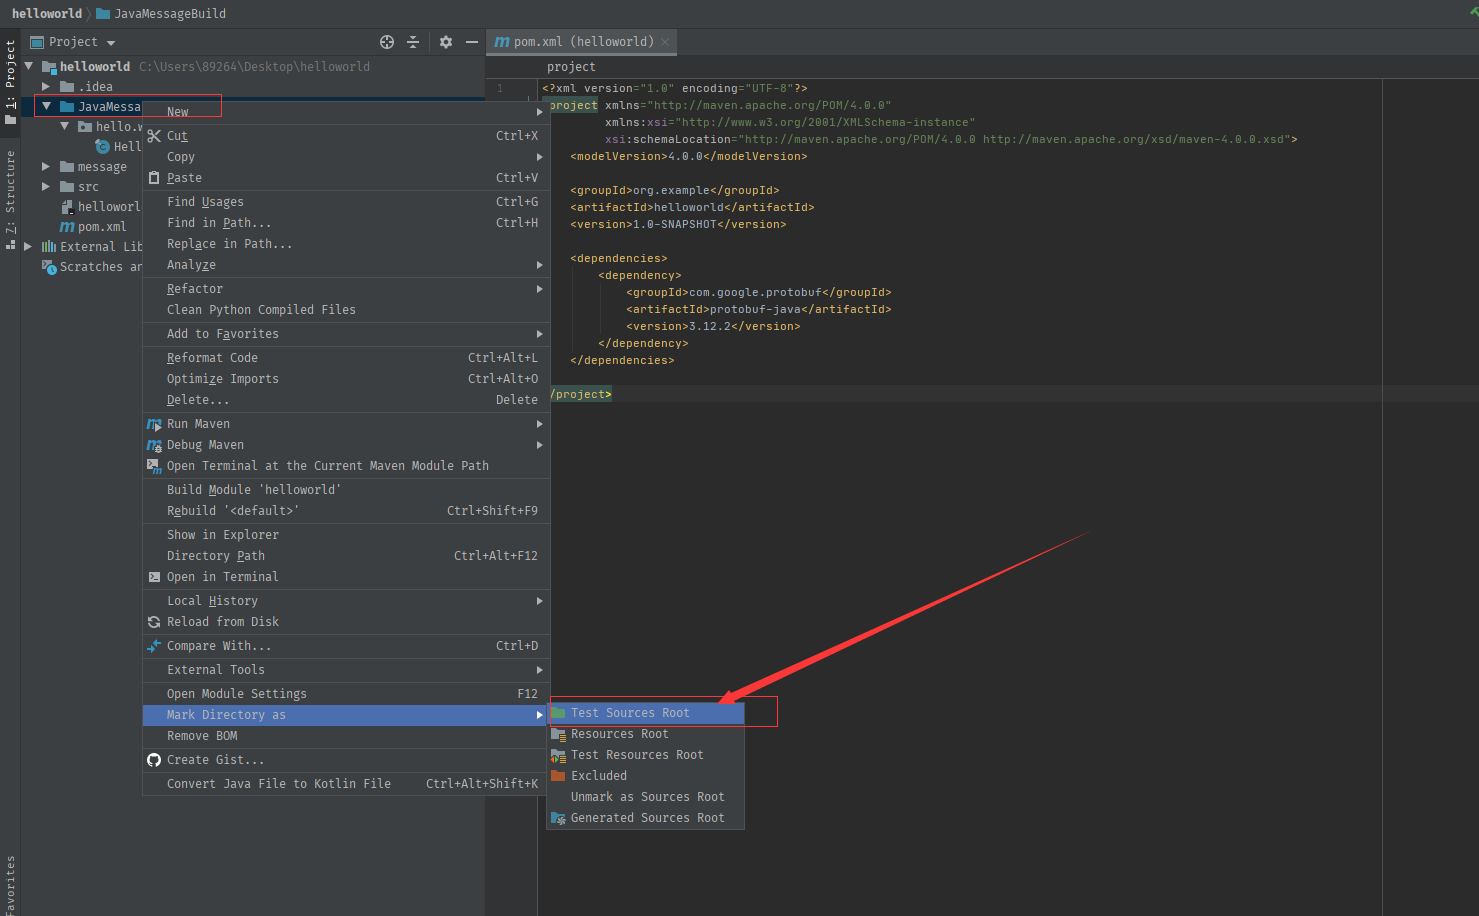 helloworld JavaMessageBuild
Project
pom.xml (helloworld)
1: Project
helloworld C:\Users\89264\Desktop\helloworld
.idea
JavaMessa
hello.w
Hell
message
src
helloworl
pom.xml
External Lib
Scratches an
Z: Structure
Favorites
New
Cut Ctrl+X
Copy
Paste Ctrl+V
Find Usages Ctrl+G
Find in Path... Ctrl+H
Replace in Path...
Analyze
Refactor
Clean Python Compiled Files
Add to Favorites
Reformat Code Ctrl+Alt+L
Optimize Imports Ctrl+Alt+O
Delete... Delete
Run Maven
Debug Maven
Open Terminal at the Current Maven Module Path
Build Module 'helloworld'
Rebuild '<default>' Ctrl+Shift+F9
Show in Explorer
Directory Path Ctrl+Alt+F12
Open in Terminal
Local History
Reload from Disk
Compare With... Ctrl+D
External Tools
Open Module Settings F12
Mark Directory as
Remove BOM
Create Gist...
Convert Java File to Kotlin File Ctrl+Alt+Shift+K
Test Sources Root
Resources Root
Test Resources Root
Excluded
Unmark as Sources Root
Generated Sources Root
project
1 <?xml version="1.0" encoding="UTF-8"?>
project xmlns="http://maven.apache.org/POM/4.0.0"
xmlns:xsi="http://www.w3.org/2001/XMLSchema-instance"
xsi:schemaLocation="http://maven.apache.org/POM/4.0.0 http://maven.apache.org/xsd/maven-4.0.0.xsd">
<modelVersion>4.0.0</modelVersion>
<groupId>org.example</groupId>
<artifactId>helloworld</artifactId>
<version>1.0-SNAPSHOT</version>
<dependencies>
<dependency>
<groupId>com.google.protobuf</groupId>
<artifactId>protobuf-java</artifactId>
<version>3.12.2</version>
</dependency>
</dependencies>
/project>